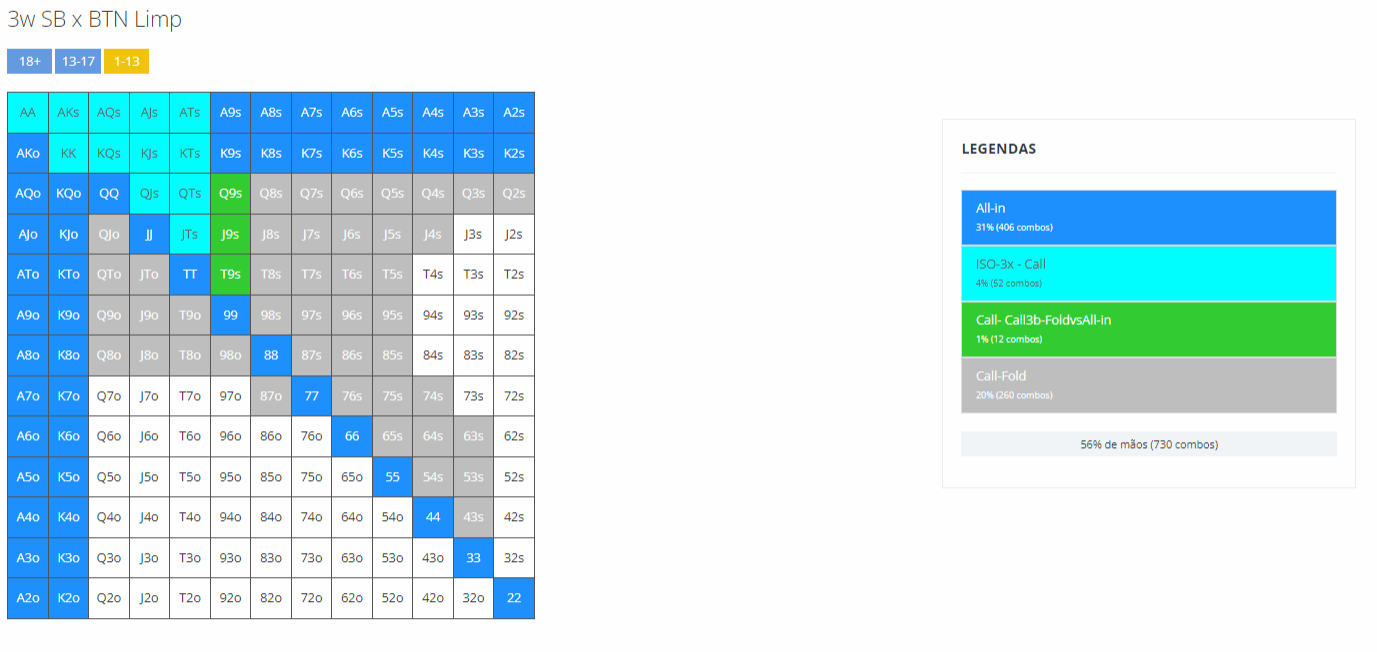 3w SB x BTN Limp
18+ 13-17 1-13
AA AKs AQs AJs ATs A9s A8s A7s A6s A5s A4s A3s A2s
AKo KK KQs KJs KTs K9s K8s K7s K6s K5s K4s K3s K2s
AQo KQo QQ QJs QTs Q9s Q8s Q7s Q6s Q5s Q4s Q3s Q2s
AJo KJo QJo JJ JTs J9s J8s J7s J6s J5s J4s J3s J2s
ATo KTo QTo JTo TT T9s T8s T7s T6s T5s T4s T3s T2s
A9o K9o Q9o J9o T9o 99 98s 97s 96s 95s 94s 93s 92s
A8o K8o Q8o J8o T8o 98o 88 87s 86s 85s 84s 83s 82s
A7o K7o Q7o J7o T7o 97o 87o 77 76s 75s 74s 73s 72s
A6o K6o Q6o J6o T6o 96o 86o 76o 66 65s 64s 63s 62s
A5o K5o Q5o J5o T5o 95o 85o 75o 65o 55 54s 53s 52s
A4o K4o Q4o J4o T4o 94o 84o 74o 64o 54o 44 43s 42s
A3o K3o Q3o J3o T3o 93o 83o 73o 63o 53o 43o 33 32s
A2o K2o Q2o J2o T2o 92o 82o 72o 62o 52o 42o 32o 22
LEGENDAS
All-in
31% (406 combos)
ISO-3x - Call
4% (52 combos)
Call- Call3b-FoldvsAll-in
1% (12 combos)
Call-Fold
20% (260 combos)
56% de mãos (730 combos)